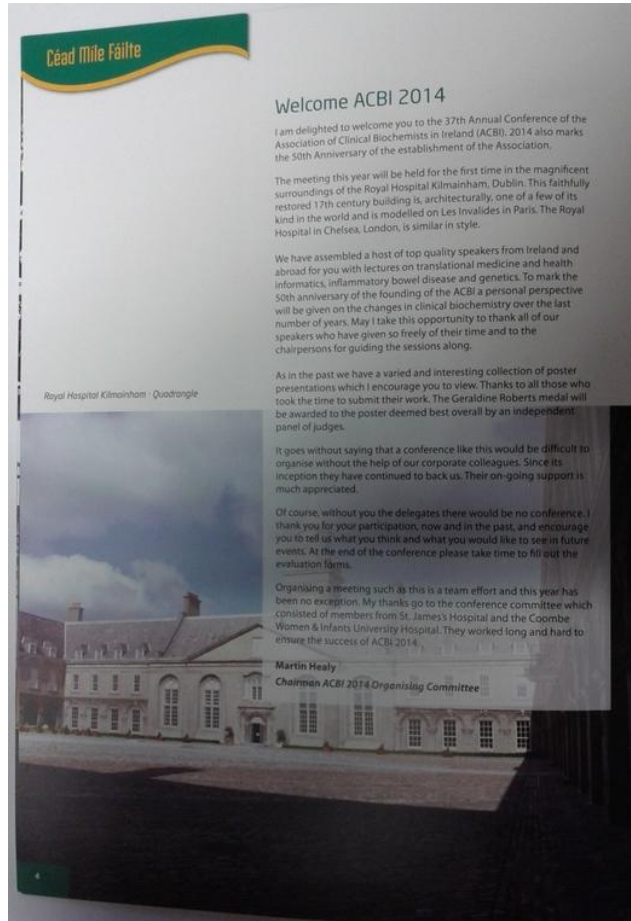 Céad Míle Fáilte
Welcome ACBI 2014
I am delighted to welcome you to the 37th Annual Conference of the
Association of Clinical Biochemists in Ireland (ACBI). 2014 also marks
the 50th Anniversary of the establishment of the Association.
The meeting this year will be held for the first time in the magnificent
surroundings of the Royal Hospital Kilmainham, Dublin. This faithfully
restored 17th century building is, architecturally, one of a few of its
kind in the world and is modelled on Les Invalides in Paris. The Royal
Hospital in Chelsea, London, is similar in style.
We have assembled a host of top quality speakers from Ireland and
abroad for you with lectures on translational medicine and health
informatics, inflammatory bowel disease and genetics. To mark the
50th anniversary of the founding of the ACBI a personal perspective
will be given on the changes in clinical biochemistry over the last
number of years. May I take this opportunity to thank all of our
speakers who have given so freely of their time and to the
chairpersons for guiding the sessions along.
As in the past we have a varied and interesting collection of poster
presentations which I encourage you to view. Thanks to all those who
took the time to submit their work. The Geraldine Roberts medal will
be awarded to the poster deemed best overall by an independent
panel of judges.
Royal Hospital Kilmainham - Quadrangle
It goes without saying that a conference like this would be difficult to
organise without the help of our corporate colleagues. Since its
inception they have continued to back us. Their on-going support is
much appreciated.
Of course, without you the delegates there would be no conference. I
thank you for your participation, now and in the past, and encourage
you to tell us what you think and what you would like to see in future
events. At the end of the conference please take time to fill out the
evaluation forms.
Organising a meeting such as this is a team effort and this year has
been no exception. My thanks go to the conference committee which
consisted of members from St. James's Hospital and the Coombe
Women & Infants University Hospital. They worked long and hard to
ensure the success of ACBI 2014.
Martin Healy
Chairman ACBI 2014 Organising Committee
4